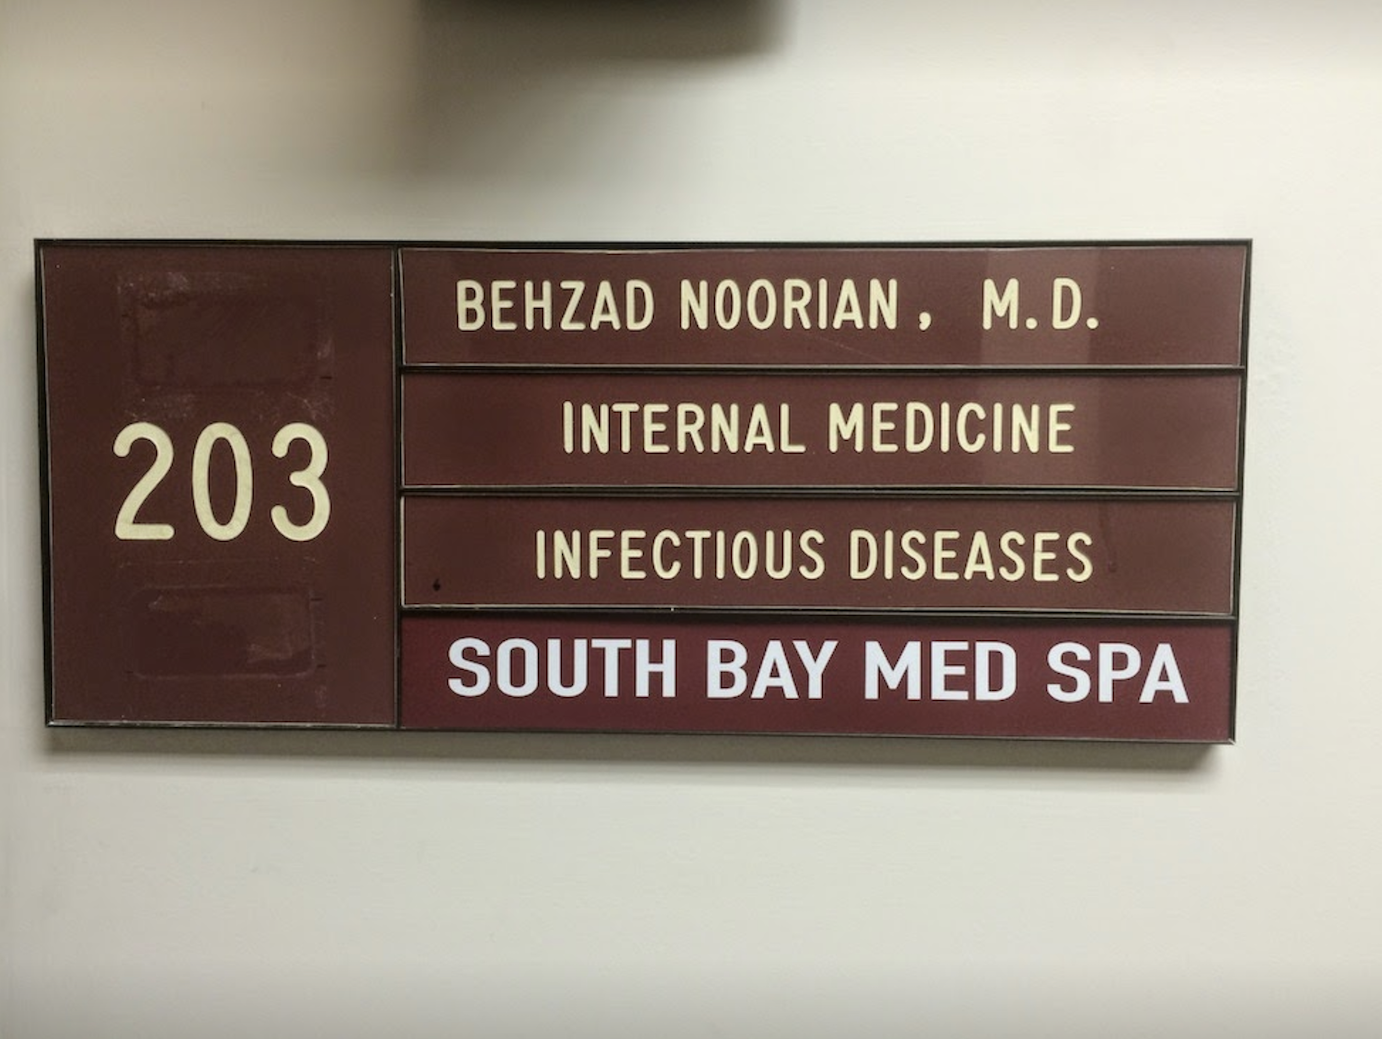 203
BEHZAD NOORIAN, M.D.
INTERNAL MEDICINE
INFECTIOUS DISEASES
SOUTH BAY MED SPA